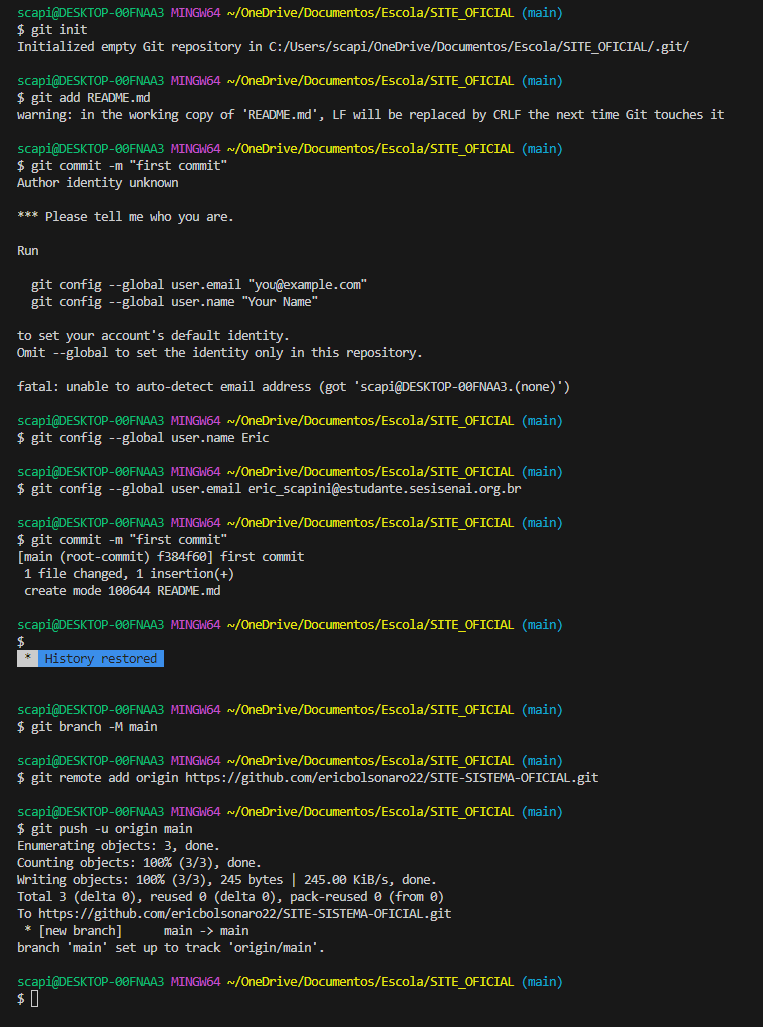 scapi@DESKTOP-00FNAA3 MINGW64 ~/OneDrive/Documentos/Escola/SITE_OFICIAL (main)
$ git init
Initialized empty Git repository in C:/Users/scapi/OneDrive/Documentos/Escola/SITE_OFICIAL/.git/
scapi@DESKTOP-00FNAA3 MINGW64 ~/OneDrive/Documentos/Escola/SITE_OFICIAL (main)
$ git add README.md
warning: in the working copy of 'README.md', LF will be replaced by CRLF the next time Git touches it
scapi@DESKTOP-00FNAA3 MINGW64 ~/OneDrive/Documentos/Escola/SITE_OFICIAL (main)
$ git commit -m "first commit"
Author identity unknown
*** Please tell me who you are.
Run
git config --global user.email "you@example.com"
git config --global user.name "Your Name"
to set your account's default identity.
Omit --global to set the identity only in this repository.
fatal: unable to auto-detect email address (got 'scapi@DESKTOP-00FNAA3.(none)')
scapi@DESKTOP-00FNAA3 MINGW64 ~/OneDrive/Documentos/Escola/SITE_OFICIAL (main)
$ git config --global user.name Eric
scapi@DESKTOP-00FNAA3 MINGW64 ~/OneDrive/Documentos/Escola/SITE_OFICIAL (main)
$ git config --global user.email eric_scapini@estudante.sesisenai.org.br
scapi@DESKTOP-00FNAA3 MINGW64 ~/OneDrive/Documentos/Escola/SITE_OFICIAL (main)
$ git commit -m "first commit"
[main (root-commit) f384f60] first commit
1 file changed, 1 insertion(+)
create mode 100644 README.md
scapi@DESKTOP-00FNAA3 MINGW64 ~/OneDrive/Documentos/Escola/SITE_OFICIAL (main)
$
* History restored
scapi@DESKTOP-00FNAA3 MINGW64 ~/OneDrive/Documentos/Escola/SITE_OFICIAL (main)
$ git branch -M main
scapi@DESKTOP-00FNAA3 MINGW64 ~/OneDrive/Documentos/Escola/SITE_OFICIAL (main)
$ git remote add origin https://github.com/ericbolsonaro22/SITE-SISTEMA-OFICIAL.git
scapi@DESKTOP-00FNAA3 MINGW64 ~/OneDrive/Documentos/Escola/SITE_OFICIAL (main)
$ git push -u origin main
Enumerating objects: 3, done.
Counting objects: 100% (3/3), done.
Writing objects: 100% (3/3), 245 bytes | 245.00 KiB/s, done.
Total 3 (delta 0), reused 0 (delta 0), pack-reused 0 (from 0)
To https://github.com/ericbolsonaro22/SITE-SISTEMA-OFICIAL.git
* [new branch]      main -> main
branch 'main' set up to track 'origin/main'.
scapi@DESKTOP-00FNAA3 MINGW64 ~/OneDrive/Documentos/Escola/SITE_OFICIAL (main)
$